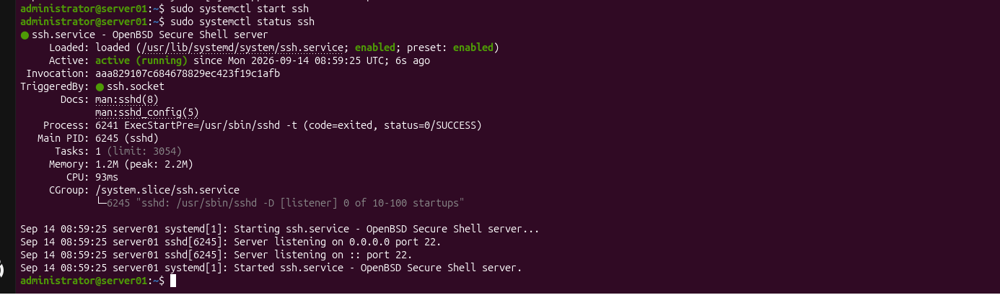 administrator@server01:~$ sudo systemctl start ssh
administrator@server01:~$ sudo systemctl status ssh
● ssh.service - OpenBSD Secure Shell server
     Loaded: loaded (/usr/lib/systemd/system/ssh.service; enabled; preset: enabled)
     Active: active (running) since Mon 2026-09-14 08:59:25 UTC; 6s ago
 Invocation: aaa829107c684678829ec423f19c1afb
TriggeredBy: ● ssh.socket
       Docs: man:sshd(8)
             man:sshd_config(5)
    Process: 6241 ExecStartPre=/usr/sbin/sshd -t (code=exited, status=0/SUCCESS)
   Main PID: 6245 (sshd)
      Tasks: 1 (limit: 3054)
     Memory: 1.2M (peak: 2.2M)
        CPU: 93ms
     CGroup: /system.slice/ssh.service
             └─6245 "sshd: /usr/sbin/sshd -D [listener] 0 of 10-100 startups"

Sep 14 08:59:25 server01 systemd[1]: Starting ssh.service - OpenBSD Secure Shell server...
Sep 14 08:59:25 server01 sshd[6245]: Server listening on 0.0.0.0 port 22.
Sep 14 08:59:25 server01 sshd[6245]: Server listening on :: port 22.
Sep 14 08:59:25 server01 systemd[1]: Started ssh.service - OpenBSD Secure Shell server.
administrator@server01:~$